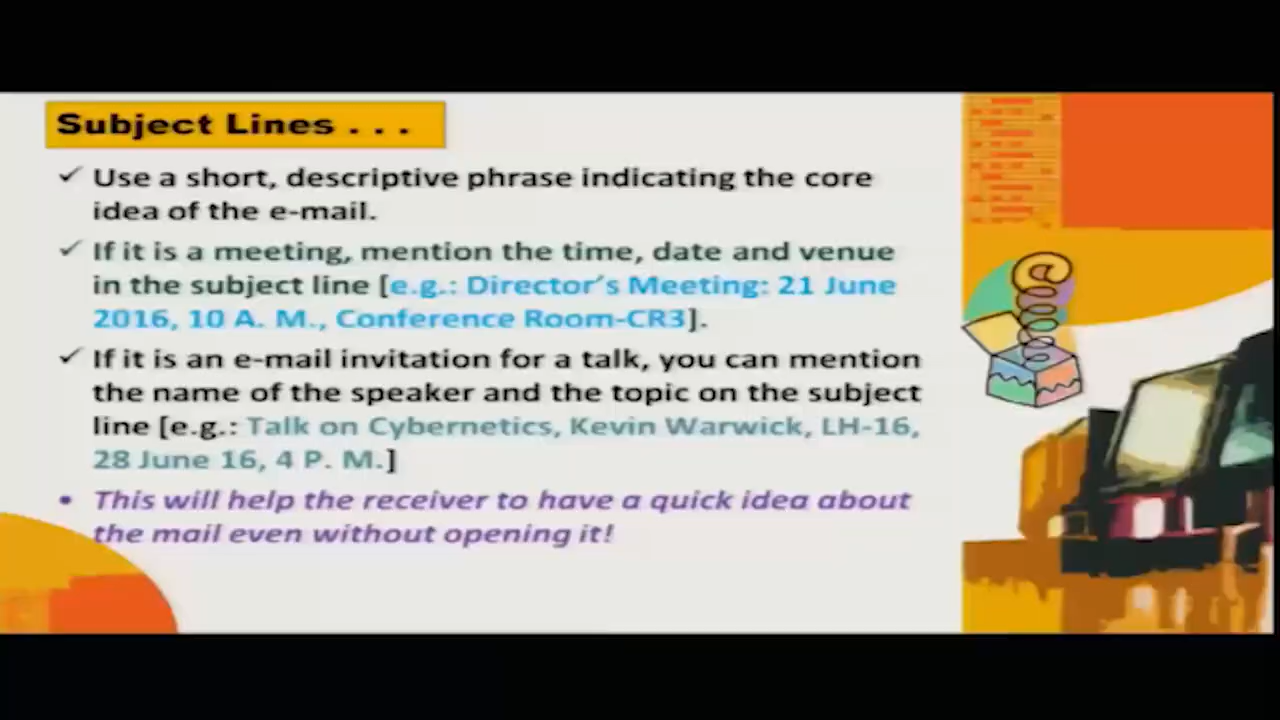 Subject Lines . . .
✓ Use a short, descriptive phrase indicating the core
idea of the e-mail.
✓ If it is a meeting, mention the time, date and venue
in the subject line [e.g.: Director's Meeting: 21 June
2016, 10 A. M., Conference Room-CR3].
✓ If it is an e-mail invitation for a talk, you can mention
the name of the speaker and the topic on the subject
line [e.g.: Talk on Cybernetics, Kevin Warwick, LH-16,
28 June 16, 4 P. M.]
• This will help the receiver to have a quick idea about
the mail even without opening it!